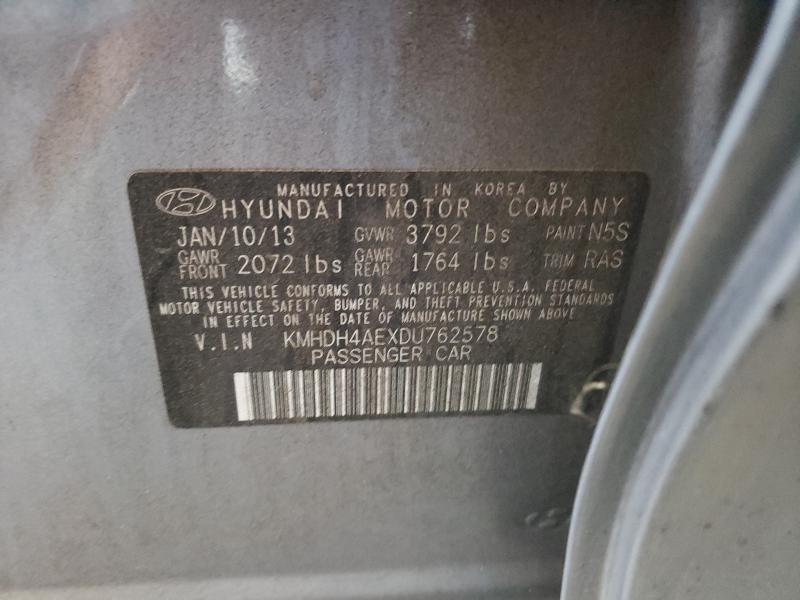 MANUFACTURED IN KOREA BY
HYUNDAI MOTOR COMPANY
JAN/10/13 GVWR 3792 lbs PAINT N5S
GAWR FRONT 2072 lbs GAWR REAR 1764 lbs TRIM RAS
THIS VEHICLE CONFORMS TO ALL APPLICABLE U.S.A. FEDERAL
MOTOR VEHICLE SAFETY, BUMPER, AND THEFT PREVENTION STANDARDS
IN EFFECT ON THE DATE OF MANUFACTURE SHOWN ABOVE
V.I.N KMHDH4AEXDU762578
PASSENGER CAR